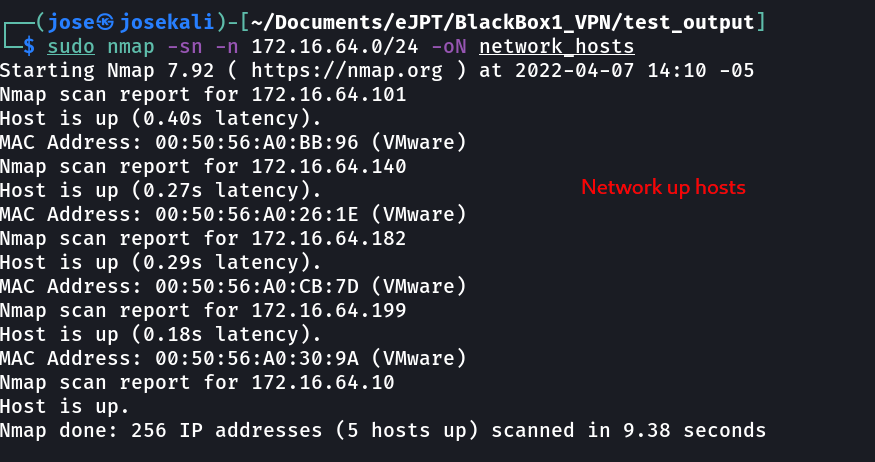 ┌──(jose㉿josekali)-[~/Documents/eJPT/BlackBox1_VPN/test_output]
└─$ sudo nmap -sn -n 172.16.64.0/24 -oN network_hosts
Starting Nmap 7.92 ( https://nmap.org ) at 2022-04-07 14:10 -05
Nmap scan report for 172.16.64.101
Host is up (0.40s latency).
MAC Address: 00:50:56:A0:BB:96 (VMware)
Nmap scan report for 172.16.64.140
Host is up (0.27s latency).
Network up hosts
MAC Address: 00:50:56:A0:26:1E (VMware)
Nmap scan report for 172.16.64.182
Host is up (0.29s latency).
MAC Address: 00:50:56:A0:CB:7D (VMware)
Nmap scan report for 172.16.64.199
Host is up (0.18s latency).
MAC Address: 00:50:56:A0:30:9A (VMware)
Nmap scan report for 172.16.64.10
Host is up.
Nmap done: 256 IP addresses (5 hosts up) scanned in 9.38 seconds